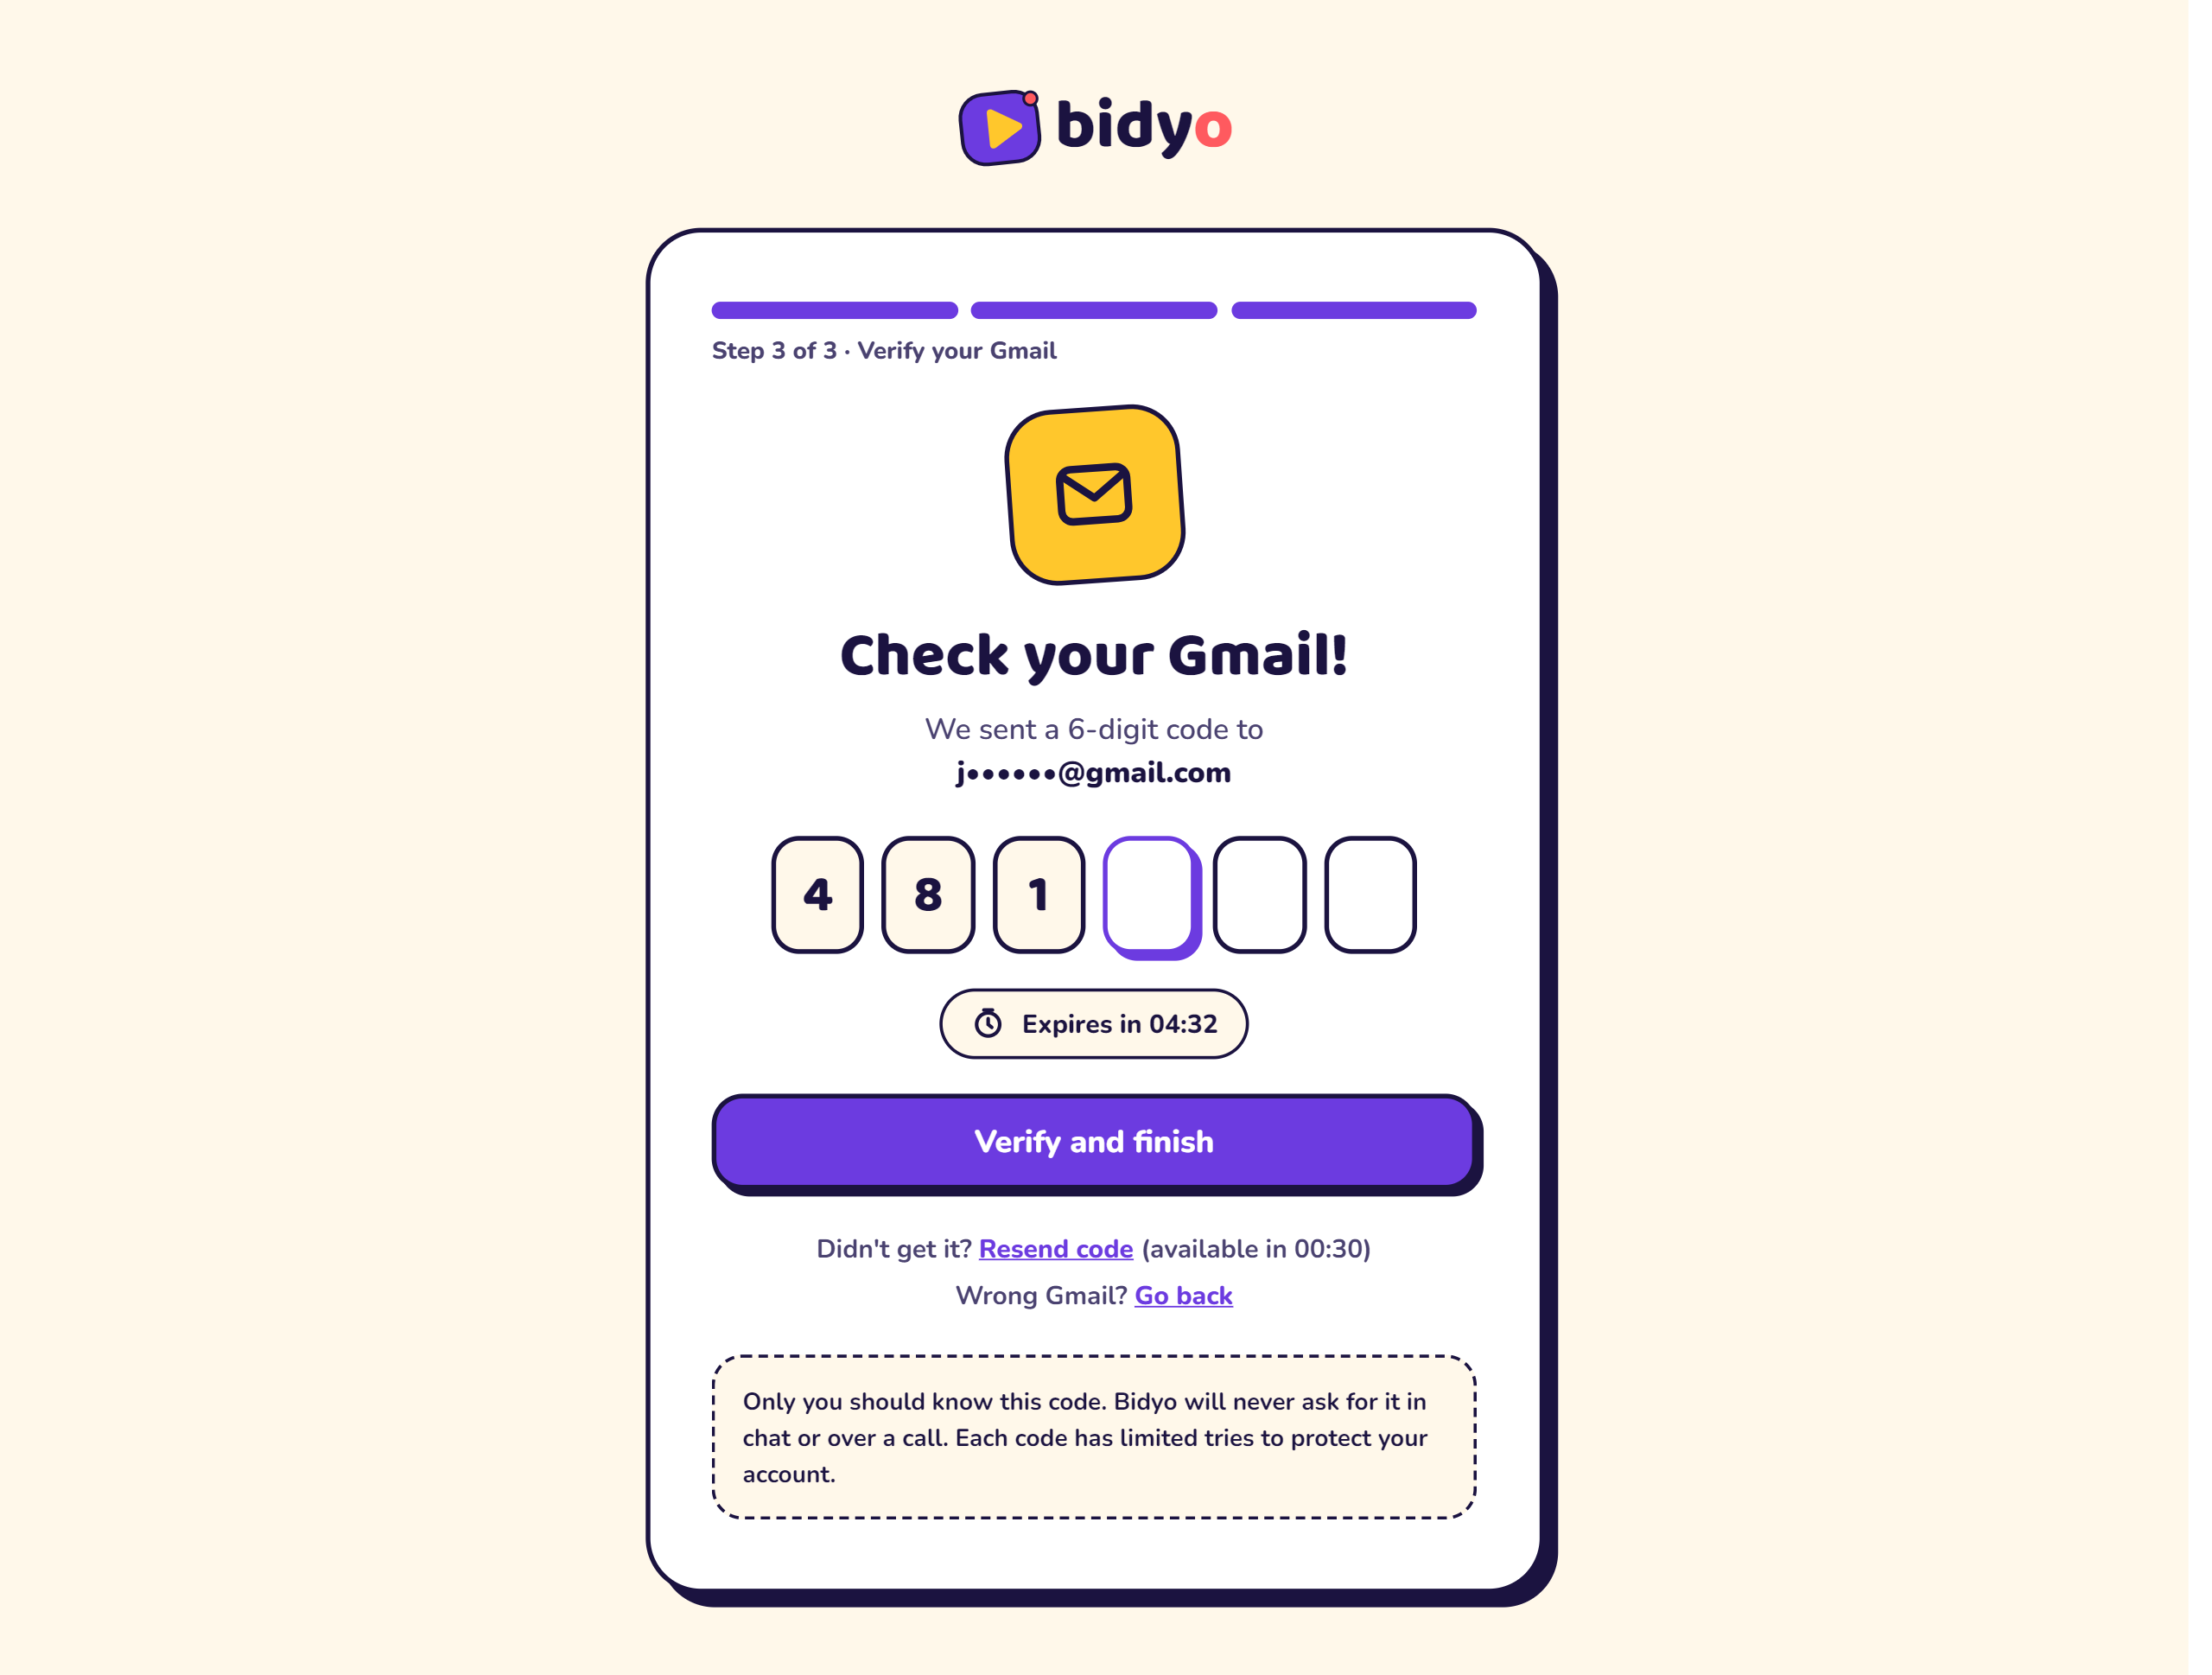 bidyo
Step 3 of 3 · Verify your Gmail
Check your Gmail!
We sent a 6-digit code to
j••••••@gmail.com
4 8 1
Expires in 04:32
Verify and finish
Didn't get it? Resend code (available in 00:30)
Wrong Gmail? Go back
Only you should know this code. Bidyo will never ask for it in
chat or over a call. Each code has limited tries to protect your
account.